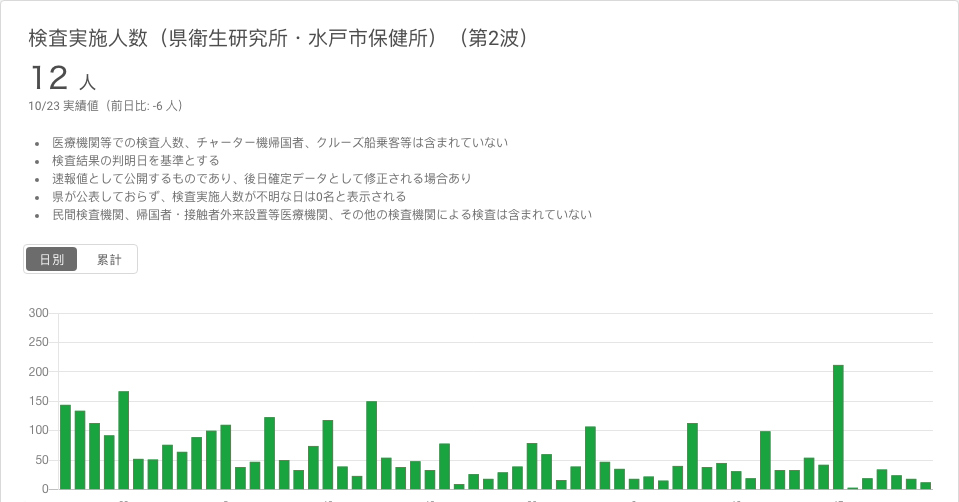 検査実施人数（県衛生研究所・水戸市保健所）（第2波）
12 人
10/23 実績値（前日比: -6 人）
• 医療機関等での検査人数、チャーター機帰国者、クルーズ船乗客等は含まれていない
• 検査結果の判明日を基準とする
• 速報値として公開するものであり、後日確定データとして修正される場合あり
• 県が公表しておらず、検査実施人数が不明な日は0名と表示される
• 民間検査機関、帰国者・接触者外来設置等医療機関、その他の検査機関による検査は含まれていない
日別 累計
300
250
200
150
100
50
0